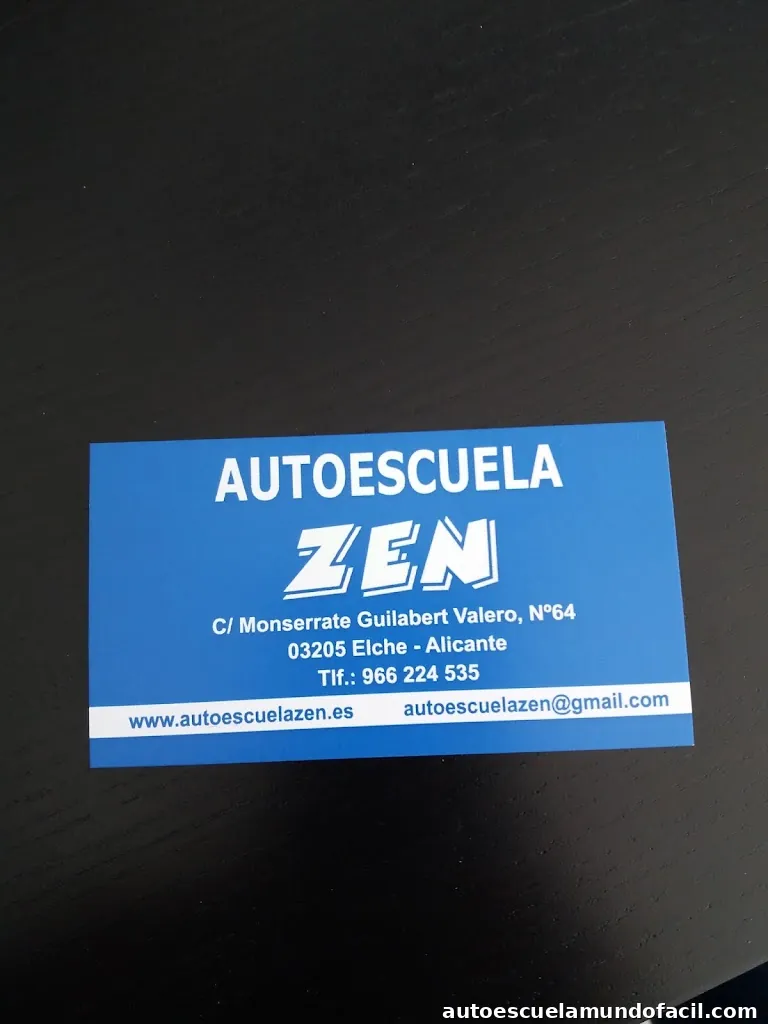 AUTOESCUELA
ZEN
C/ Monserrate Guilabert Valero, Nº64
03205 Elche - Alicante
Tlf.: 966 224 535
www.autoescuelazen.es autoescuelazen@gmail.com
autoescuelamundofacil.com